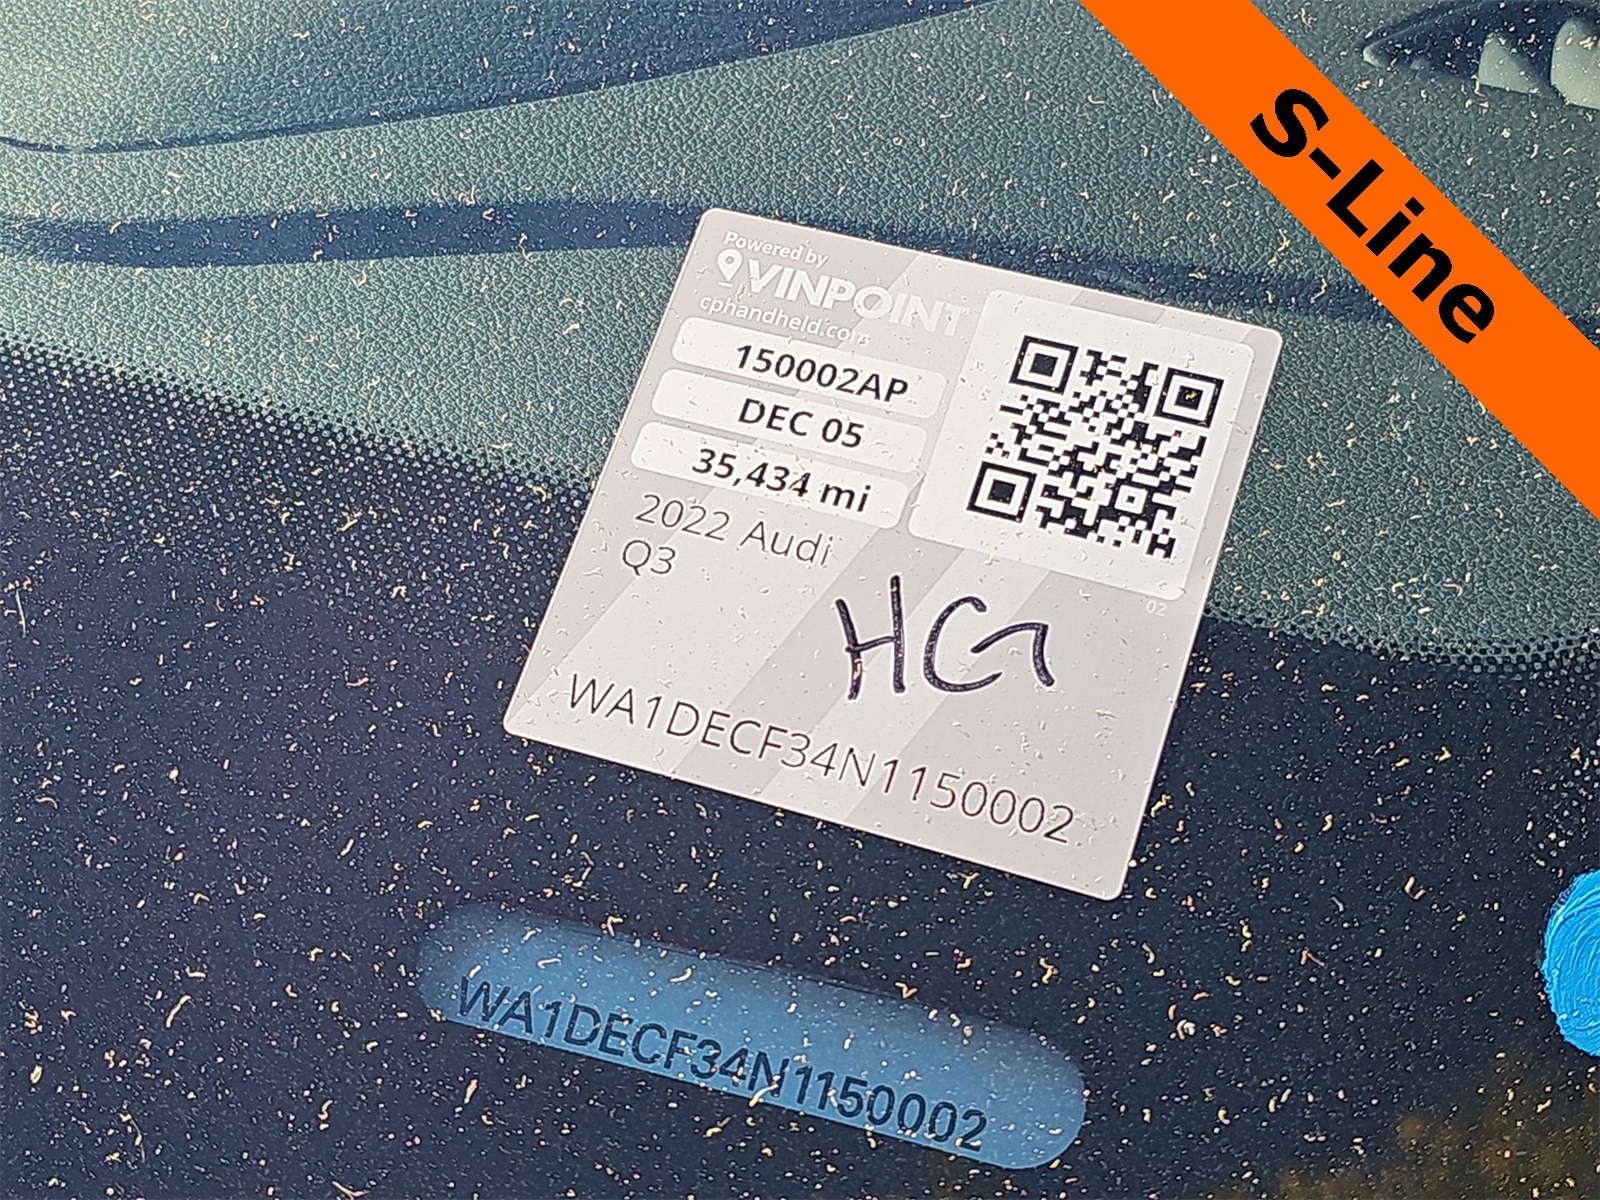 S-Line
Powered by
VINPOINT
cphandheld.com
150002AP
DEC 05
35,434 mi
2022 Audi
Q3
02
HG
WA1DECF34N1150002
WA1DECF34N1150002